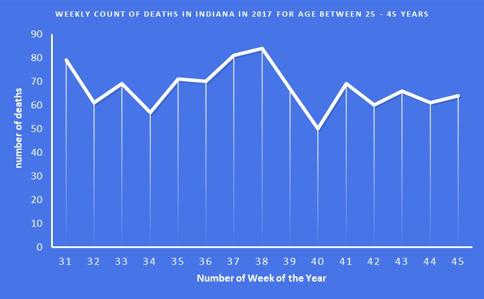 WEEKLY COUNT OF DEATHS IN INDIANA IN 2017 FOR AGE BETWEEN 25 - 45 YEARS
90
80
70
60
50
40
30
20
10
0
number of deaths
31 32 33 34 35 36 37 38 39 40 41 42 43 44 45
Number of Week of the Year